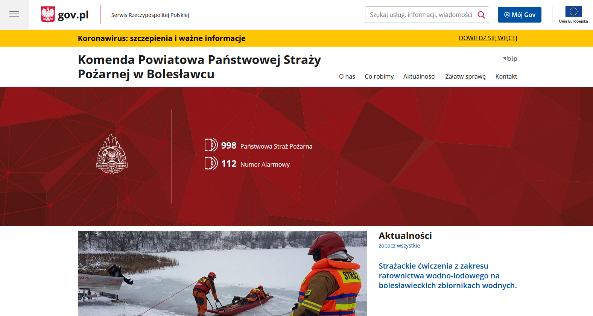 gov.pl
Serwis Rzeczypospolitej Polskiej
Szukaj usług, informacji, wiadomości
Mój Gov
Unia Europejska
Koronawirus: szczepienia i ważne informacje
DOWIEDZ SIĘ WIĘCEJ
Komenda Powiatowa Państwowej Straży
Pożarnej w Bolesławcu
bip
O nas
Co robimy
Aktualności
Załatw sprawę
Kontakt
998 Państwowa Straż Pożarna
112 Numer Alarmowy
Aktualności
zobacz wszystkie
Strażackie ćwiczenia z zakresu
ratownictwa wodno-lodowego na
bolesławieckich zbiornikach wodnych.
STRAŻ